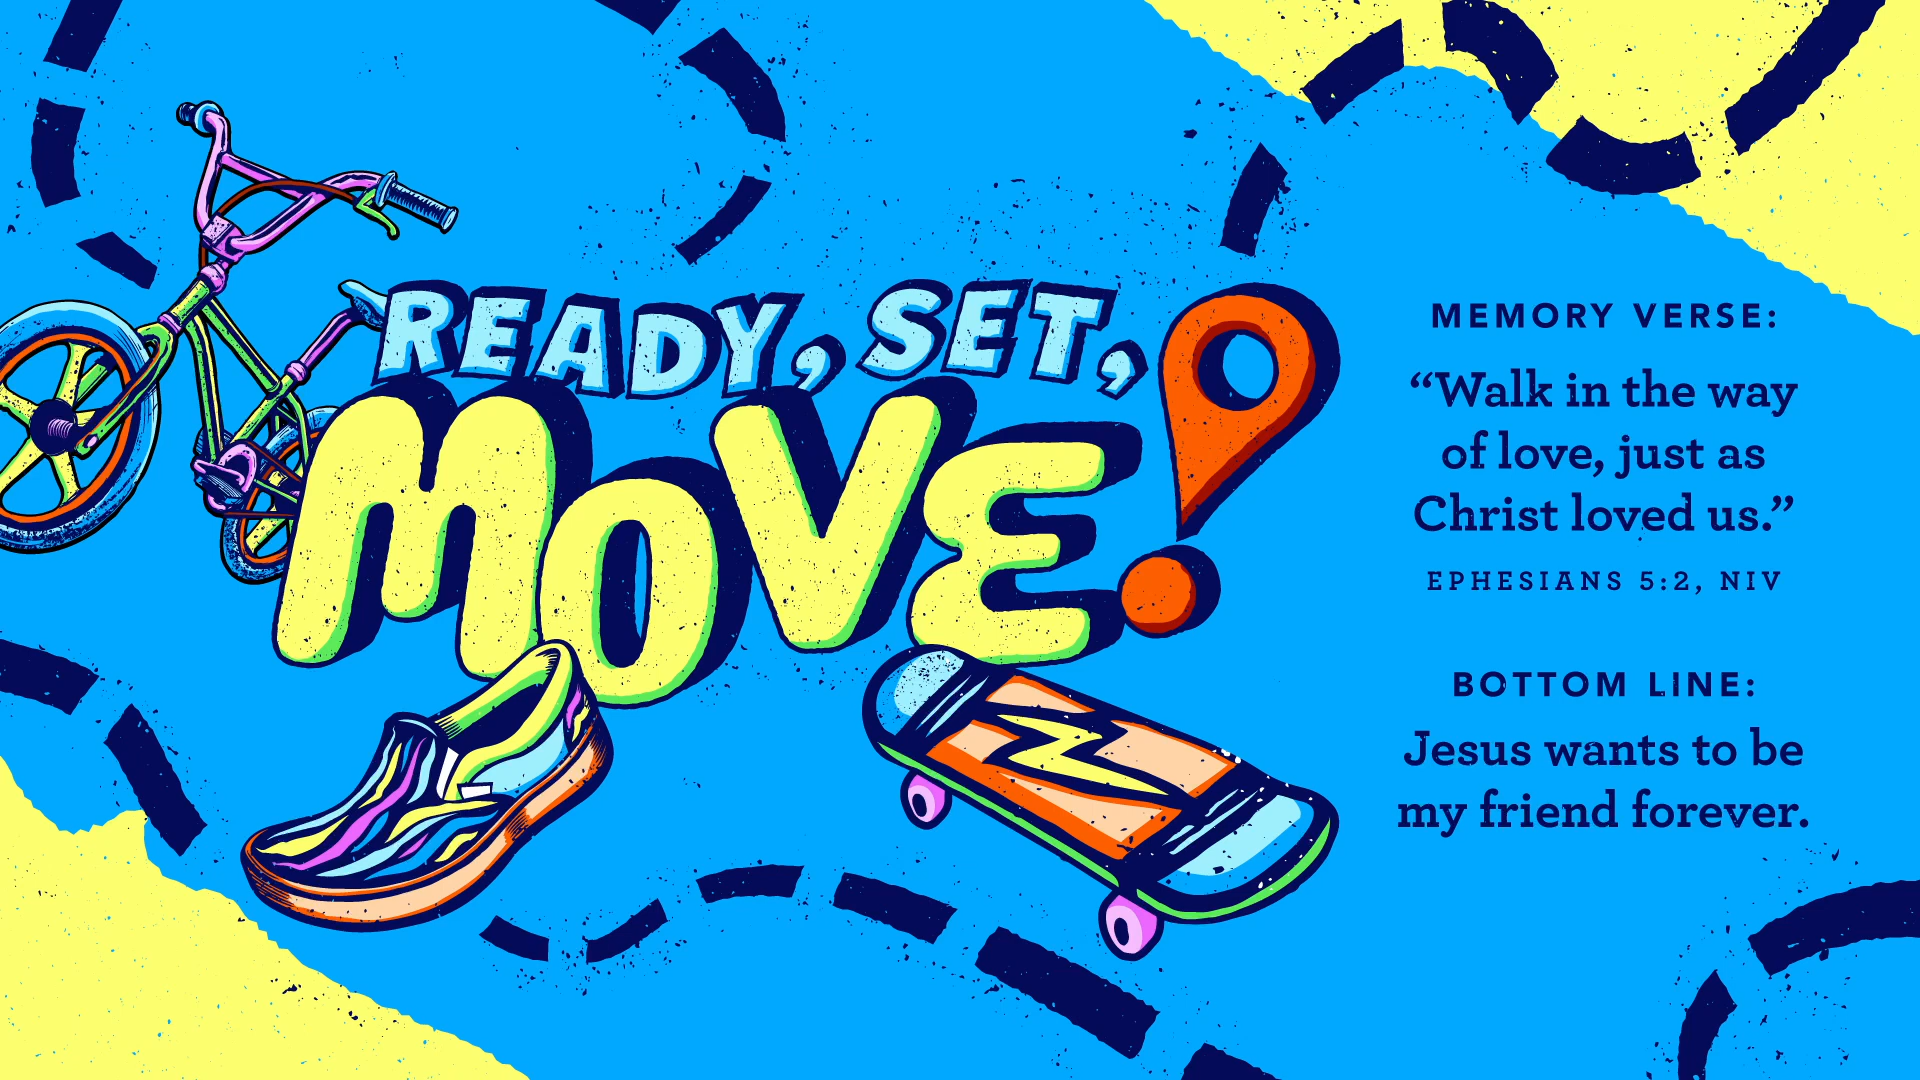 READY, SET,
MOVE!
MEMORY VERSE:
“Walk in the way
of love, just as
Christ loved us.”
EPHESIANS 5:2, NIV
BOTTOM LINE:
Jesus wants to be
my friend forever.